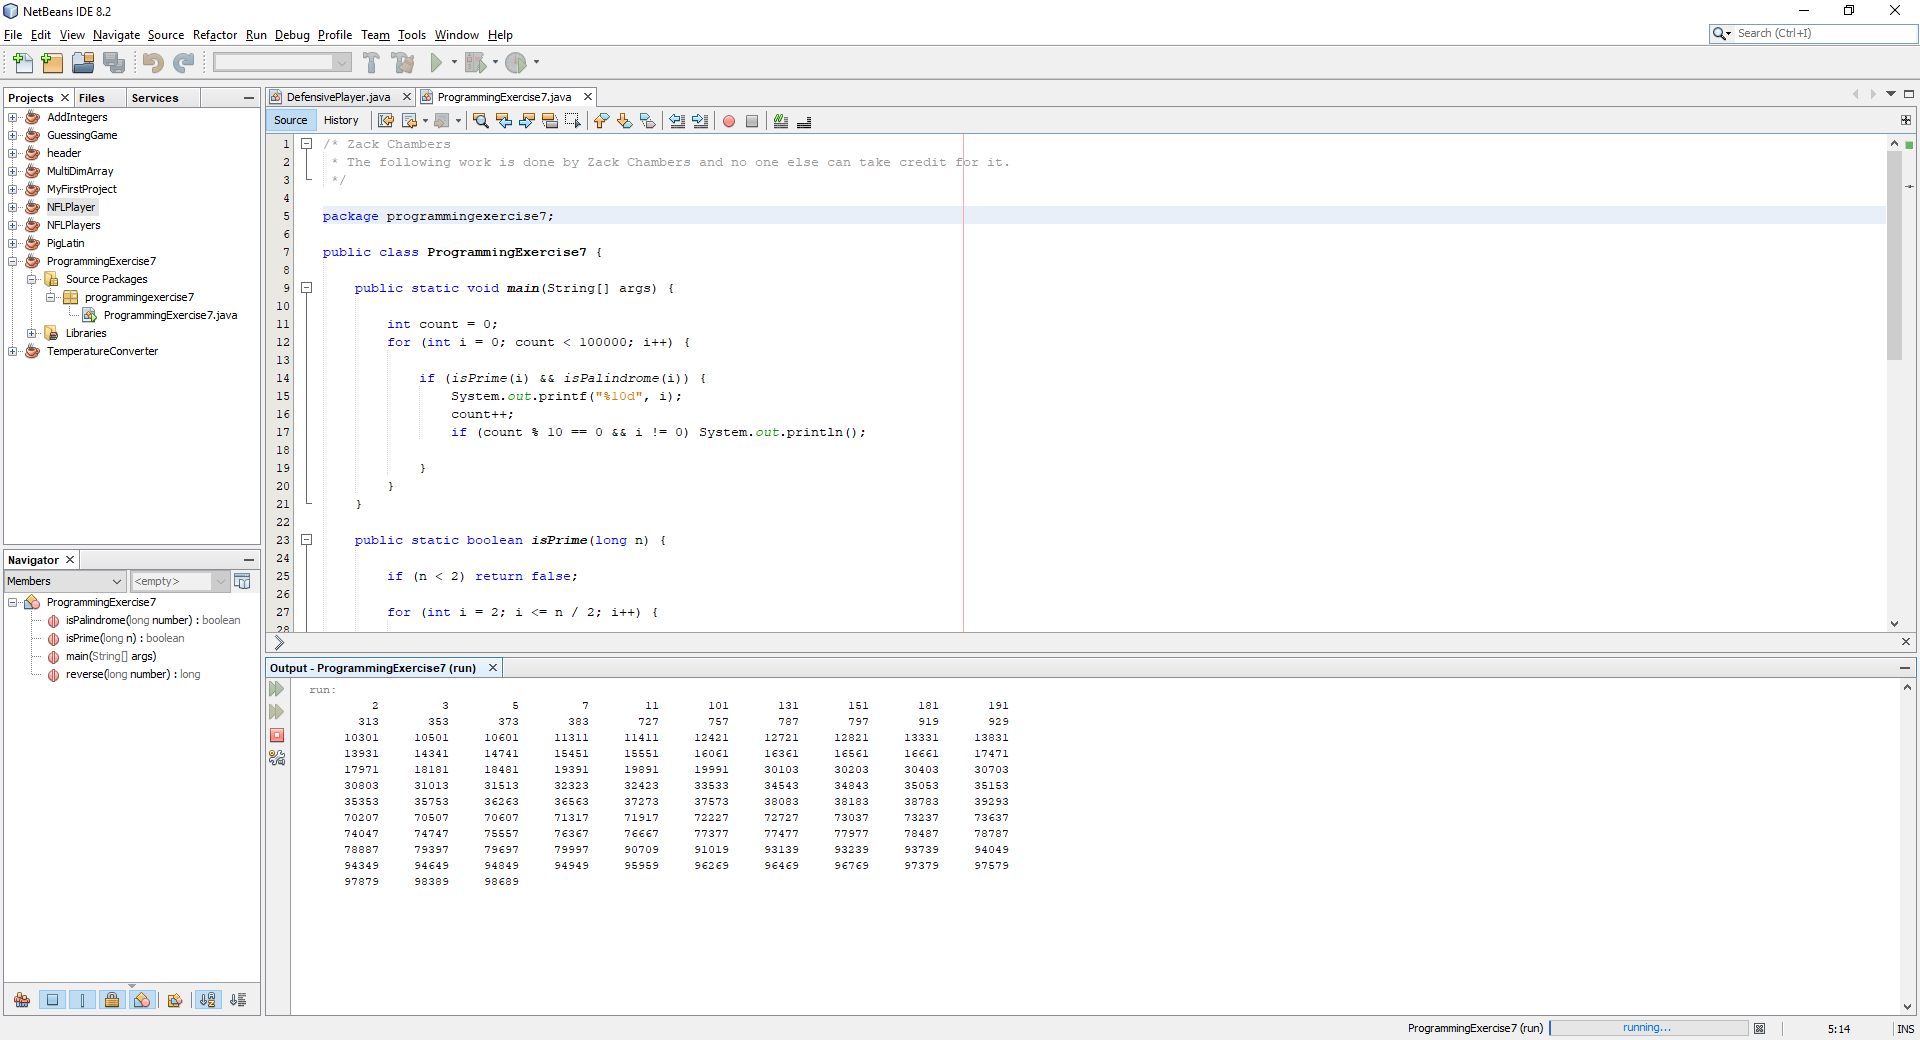 NetBeans IDE 8.2
File Edit View Navigate Source Refactor Run Debug Profile Team Tools Window Help
Search (Ctrl+I)
Projects Files Services
AddIntegers
GuessingGame
header
MultiDimArray
MyFirstProject
NFLPlayer
NFLPlayers
PigLatin
ProgrammingExercise7
Source Packages
programmingexercise7
ProgrammingExercise7.java
Libraries
TemperatureConverter
Navigator
Members <empty>
ProgrammingExercise7
isPalindrome(long number) : boolean
isPrime(long n) : boolean
main(String[] args)
reverse(long number) : long
DefensivePlayer.java ProgrammingExercise7.java
Source History
1 /* Zack Chambers
2 * The following work is done by Zack Chambers and no one else can take credit for it.
3 */
4
5 package programmingexercise7;
6
7 public class ProgrammingExercise7 {
8
9 public static void main(String[] args) {
10
11 int count = 0;
12 for (int i = 0; count < 100000; i++) {
13
14 if (isPrime(i) && isPalindrome(i)) {
15 System.out.printf("%10d", i);
16 count++;
17 if (count % 10 == 0 && i != 0) System.out.println();
18
19 }
20 }
21 }
22
23 public static boolean isPrime(long n) {
24
25 if (n < 2) return false;
26
27 for (int i = 2; i <= n / 2; i++) {
28
Output - ProgrammingExercise7 (run)
run:
2 3 5 7 11 101 131 151 181 191
313 353 373 383 727 757 787 797 919 929
10301 10501 10601 11311 11411 12421 12721 12821 13331 13831
13931 14341 14741 15451 15551 16061 16361 16561 16661 17471
17971 18181 18481 19391 19891 19991 30103 30203 30403 30703
30803 31013 31513 32323 32423 33533 34543 34843 35053 35153
35353 35753 36263 36563 37273 37573 38083 38183 38783 39293
70207 70507 70607 71317 71917 72227 72727 73037 73237 73637
74047 74747 75557 76367 76667 77377 77477 77977 78487 78787
78887 79397 79697 79997 90709 91019 93139 93239 93739 94049
94349 94649 94849 94949 95959 96269 96469 96769 97379 97579
97879 98389 98689
ProgrammingExercise7 (run) running... 5:14 INS